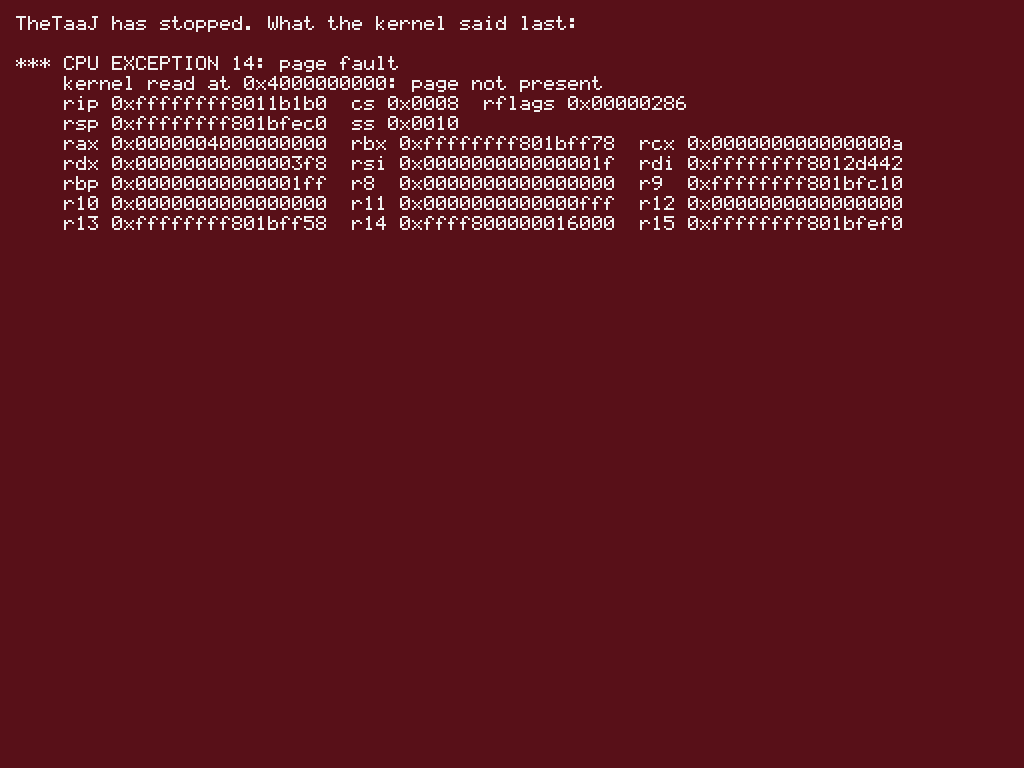 TheTaaJ has stopped. What the kernel said last:
*** CPU EXCEPTION 14: page fault
kernel read at 0x4000000000: page not present
rip 0xffffffff8011b1b0  cs 0x0008  rflags 0x00000286
rsp 0xffffffff801bfec0  ss 0x0010
rax 0x0000004000000000  rbx 0xffffffff801bff78  rcx 0x000000000000000a
rdx 0x00000000000003f8  rsi 0x000000000000001f  rdi 0xffffffff8012d442
rbp 0x00000000000001ff  r8  0x0000000000000000  r9  0xffffffff801bfc10
r10 0x0000000000000000  r11 0x0000000000000fff  r12 0x0000000000000000
r13 0xffffffff801bff58  r14 0xffff800000016000  r15 0xffffffff801bfef0